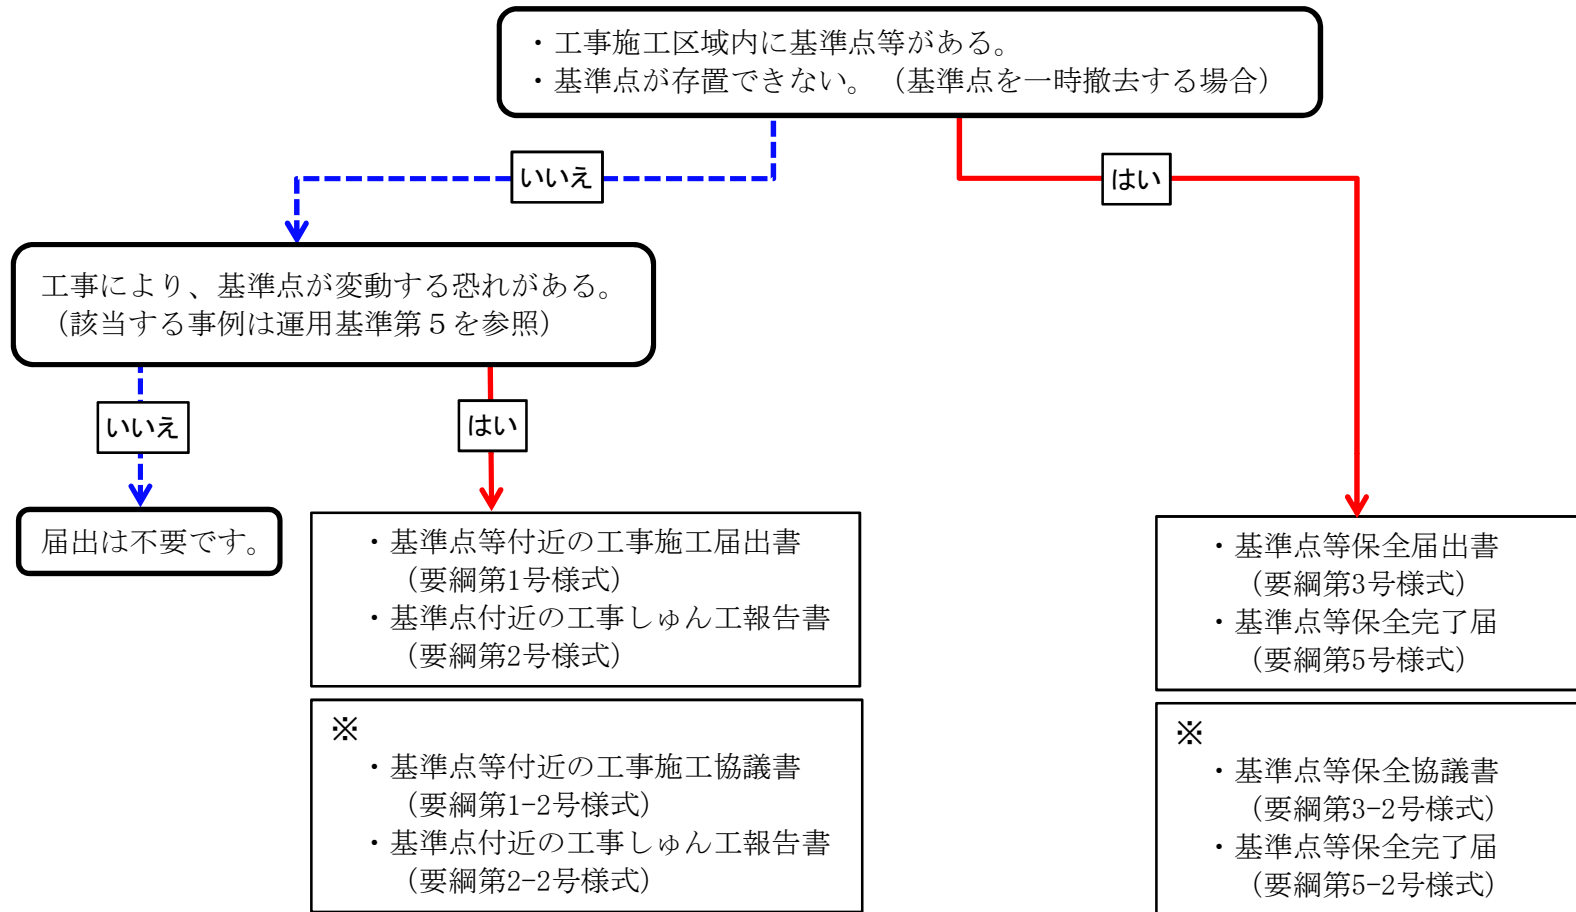 ・工事施工区域内に基準点等がある。
・基準点が存置できない。（基準点を一時撤去する場合）
いいえ
はい
工事により、基準点が変動する恐れがある。
（該当する事例は運用基準第５を参照）
いいえ
はい
届出は不要です。
・基準点等付近の工事施工届出書
（要綱第1号様式）
・基準点付近の工事しゅん工報告書
（要綱第2号様式）
※
・基準点等付近の工事施工協議書
（要綱第1-2号様式）
・基準点付近の工事しゅん工報告書
（要綱第2-2号様式）
・基準点等保全届出書
（要綱第3号様式）
・基準点等保全完了届
（要綱第5号様式）
※
・基準点等保全協議書
（要綱第3-2号様式）
・基準点等保全完了届
（要綱第5-2号様式）